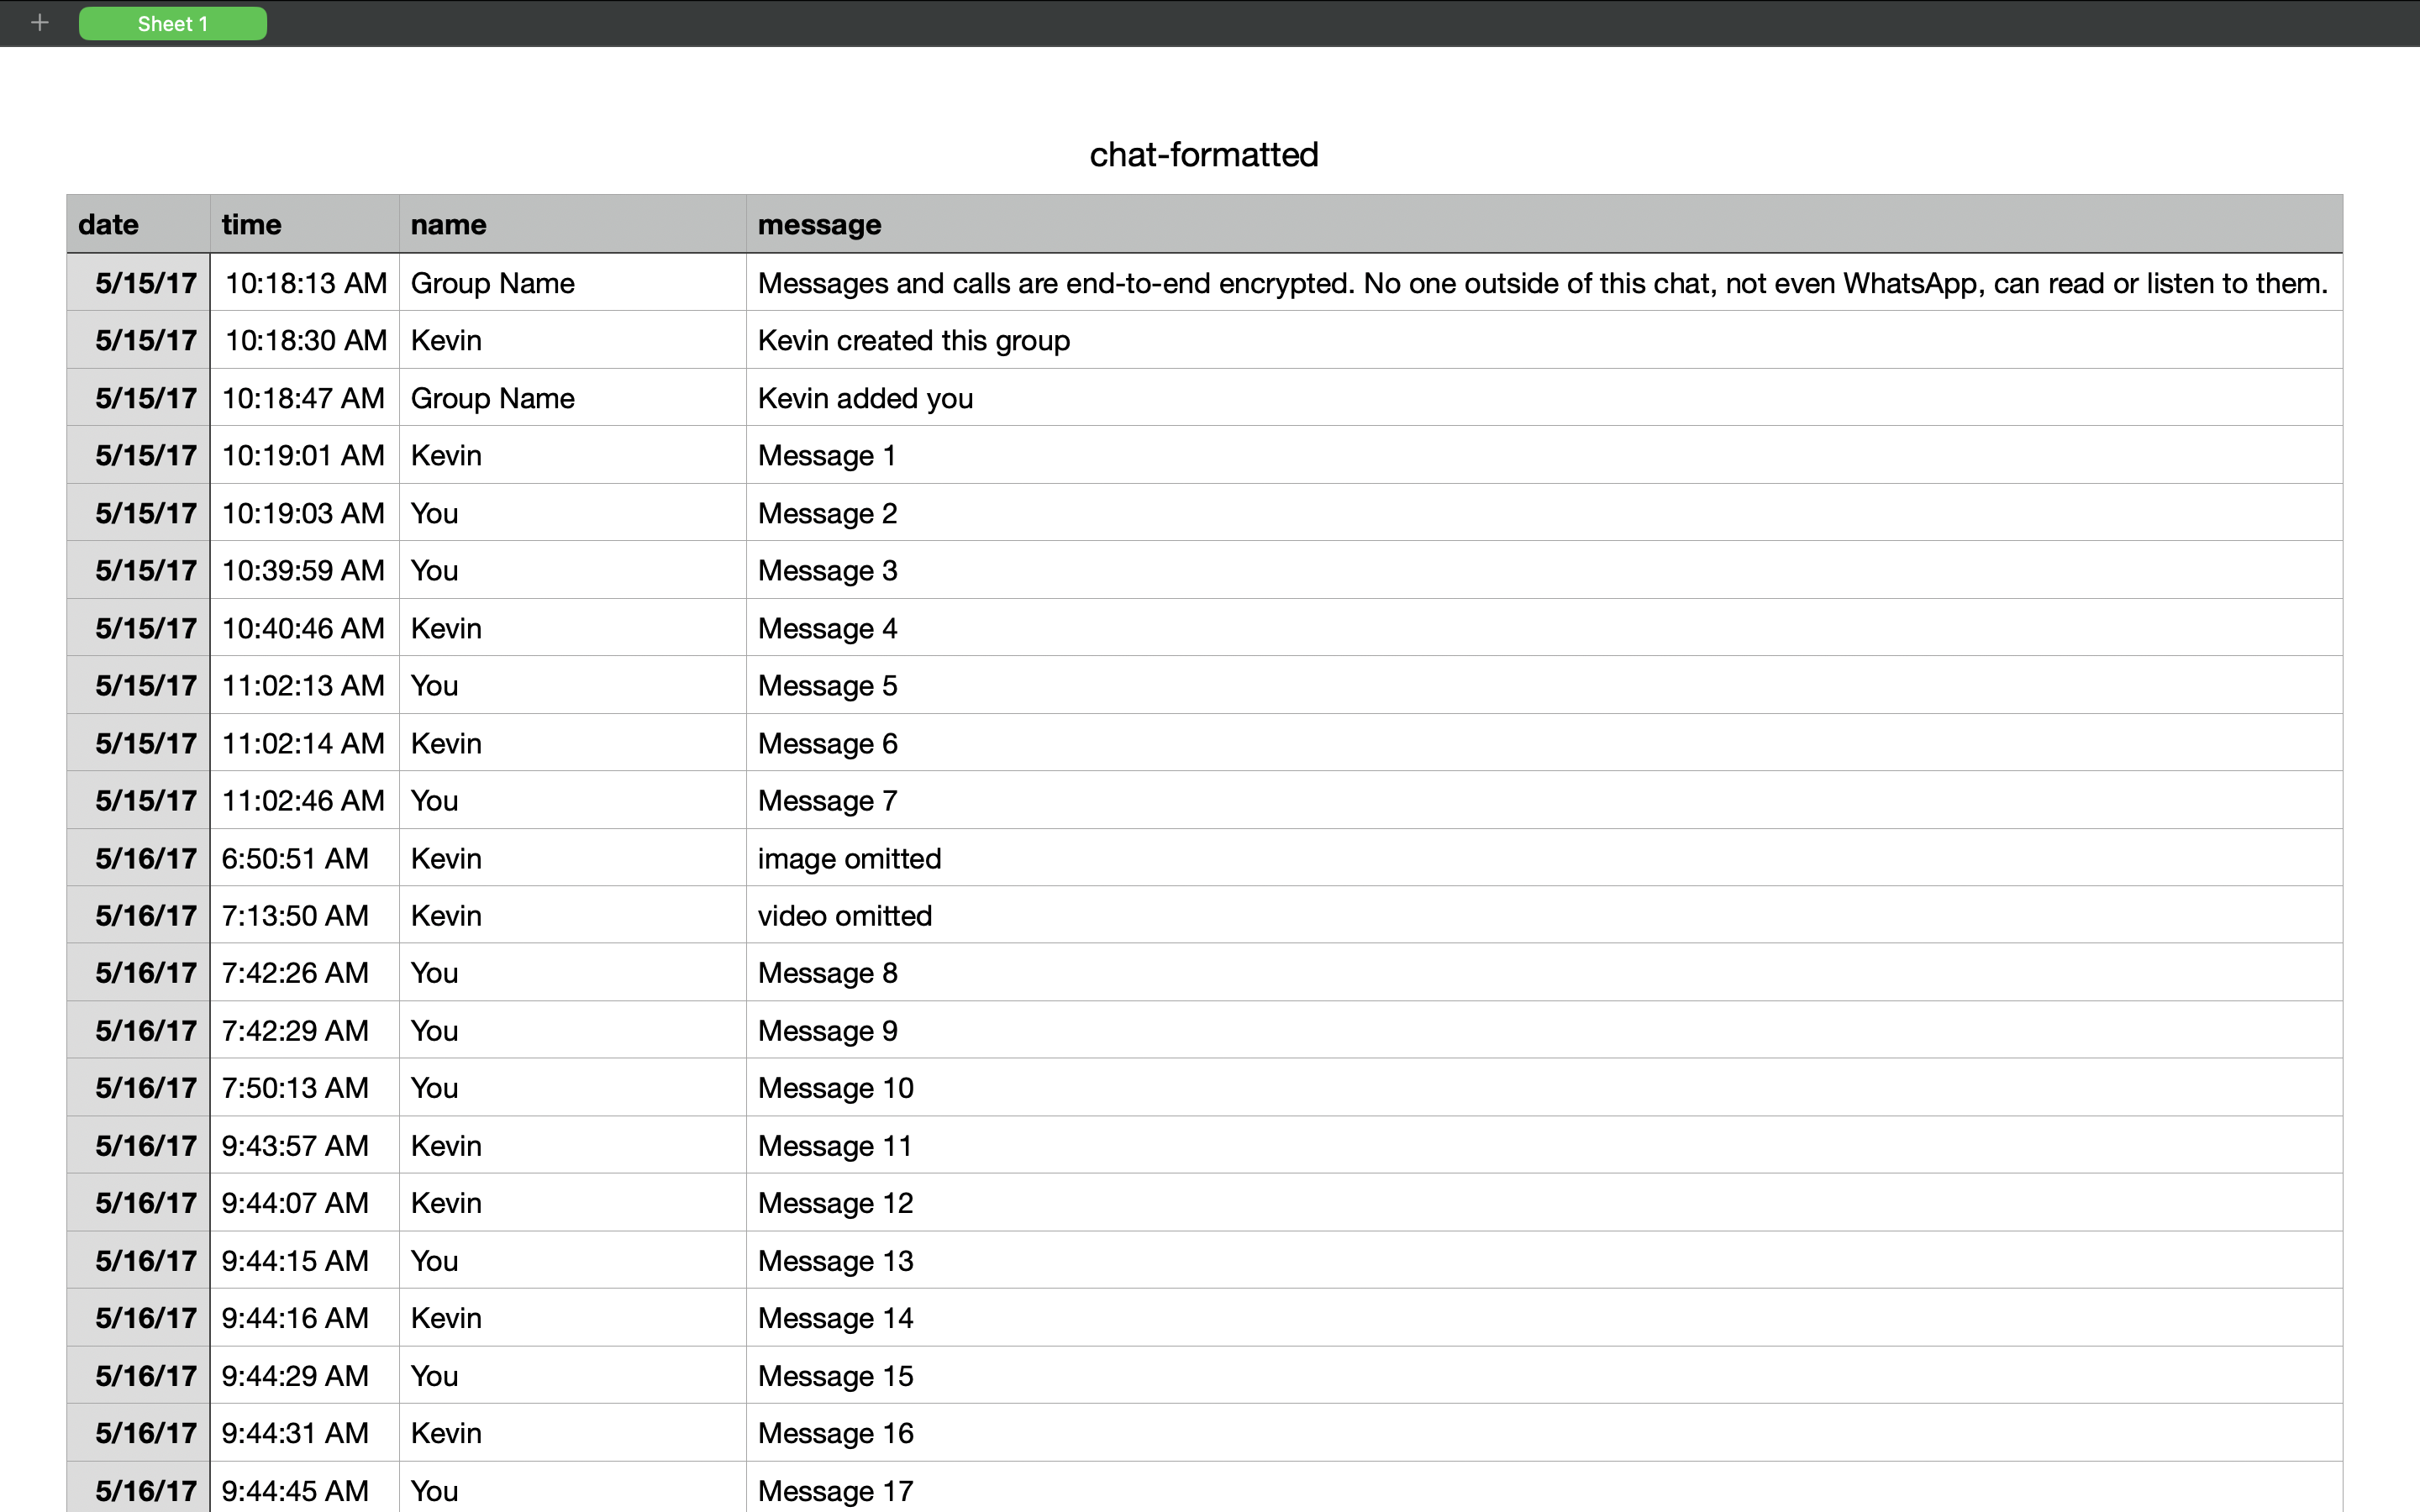 Sheet 1
chat-formatted
date time name message
5/15/17 10:18:13 AM Group Name Messages and calls are end-to-end encrypted. No one outside of this chat, not even WhatsApp, can read or listen to them.
5/15/17 10:18:30 AM Kevin Kevin created this group
5/15/17 10:18:47 AM Group Name Kevin added you
5/15/17 10:19:01 AM Kevin Message 1
5/15/17 10:19:03 AM You Message 2
5/15/17 10:39:59 AM You Message 3
5/15/17 10:40:46 AM Kevin Message 4
5/15/17 11:02:13 AM You Message 5
5/15/17 11:02:14 AM Kevin Message 6
5/15/17 11:02:46 AM You Message 7
5/16/17 6:50:51 AM Kevin image omitted
5/16/17 7:13:50 AM Kevin video omitted
5/16/17 7:42:26 AM You Message 8
5/16/17 7:42:29 AM You Message 9
5/16/17 7:50:13 AM You Message 10
5/16/17 9:43:57 AM Kevin Message 11
5/16/17 9:44:07 AM Kevin Message 12
5/16/17 9:44:15 AM You Message 13
5/16/17 9:44:16 AM Kevin Message 14
5/16/17 9:44:29 AM You Message 15
5/16/17 9:44:31 AM Kevin Message 16
5/16/17 9:44:45 AM You Message 17